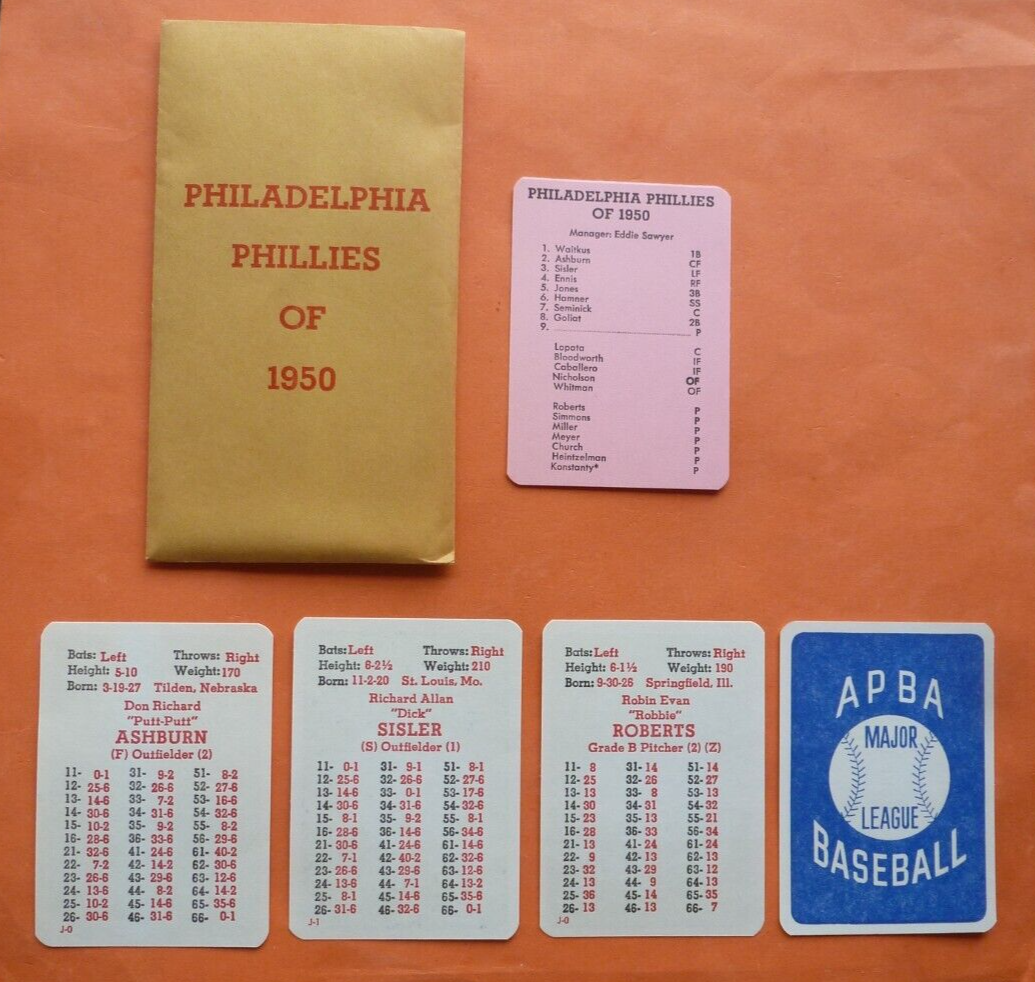 PHILADELPHIA
PHILLIES
OF
1950
PHILADELPHIA PHILLIES
OF 1950
Manager: Eddie Sawyer
1. Waitkus 1B
2. Ashburn CF
3. Sisler LF
4. Ennis RF
5. Jones 3B
6. Hamner SS
7. Seminick C
8. Goliat 2B
9. P
Lopata C
Bloodworth IF
Caballero IF
Nicholson OF
Whitman OF
Roberts P
Simmons P
Miller P
Meyer P
Church P
Heintzelman P
Konstanty* P
Bats: Left Throws: Right
Height: 5-10 Weight: 170
Born: 3-19-27 Tilden, Nebraska
Don Richard
"Putt-Putt"
ASHBURN
(F) Outfielder (2)
11- 0-1 31- 9-2 51- 8-2
12- 25-6 32- 26-6 52- 27-6
13- 14-6 33- 7-2 53- 16-6
14- 30-6 34- 31-6 54- 32-6
15- 10-2 35- 9-2 55- 8-2
16- 28-6 36- 33-6 56- 29-6
21- 32-6 41- 24-6 61- 40-2
22- 7-2 42- 14-2 62- 30-6
23- 26-6 43- 29-6 63- 12-6
24- 13-6 44- 8-2 64- 14-2
25- 10-2 45- 14-6 65- 35-6
26- 30-6 46- 31-6 66- 0-1
J-0
Bats: Left Throws: Right
Height: 6-2½ Weight: 210
Born: 11-2-20 St. Louis, Mo.
Richard Allan
"Dick"
SISLER
(S) Outfielder (1)
11- 0-1 31- 9-1 51- 8-1
12- 25-6 32- 26-6 52- 27-6
13- 14-6 33- 0-1 53- 17-6
14- 30-6 34- 31-6 54- 32-6
15- 8-1 35- 9-2 55- 8-1
16- 28-6 36- 14-6 56- 34-6
21- 30-6 41- 24-6 61- 14-6
22- 7-1 42- 40-2 62- 32-6
23- 26-6 43- 29-6 63- 12-6
24- 13-6 44- 7-1 64- 13-2
25- 8-1 45- 14-6 65- 35-6
26- 31-6 46- 32-6 66- 0-1
J-1
Bats: Left Throws: Right
Height: 6-1½ Weight: 190
Born: 9-30-26 Springfield, Ill.
Robin Evan
"Robbie"
ROBERTS
Grade B Pitcher (2) (Z)
11- 8 31- 14 51- 14
12- 25 32- 26 52- 27
13- 13 33- 8 53- 13
14- 30 34- 31 54- 32
15- 23 35- 13 55- 21
16- 28 36- 33 56- 34
21- 13 41- 24 61- 24
22- 9 42- 13 62- 13
23- 32 43- 29 63- 12
24- 13 44- 9 64- 13
25- 36 45- 14 65- 35
26- 13 46- 13 66- 7
J-0
APBA
MAJOR
LEAGUE
BASEBALL